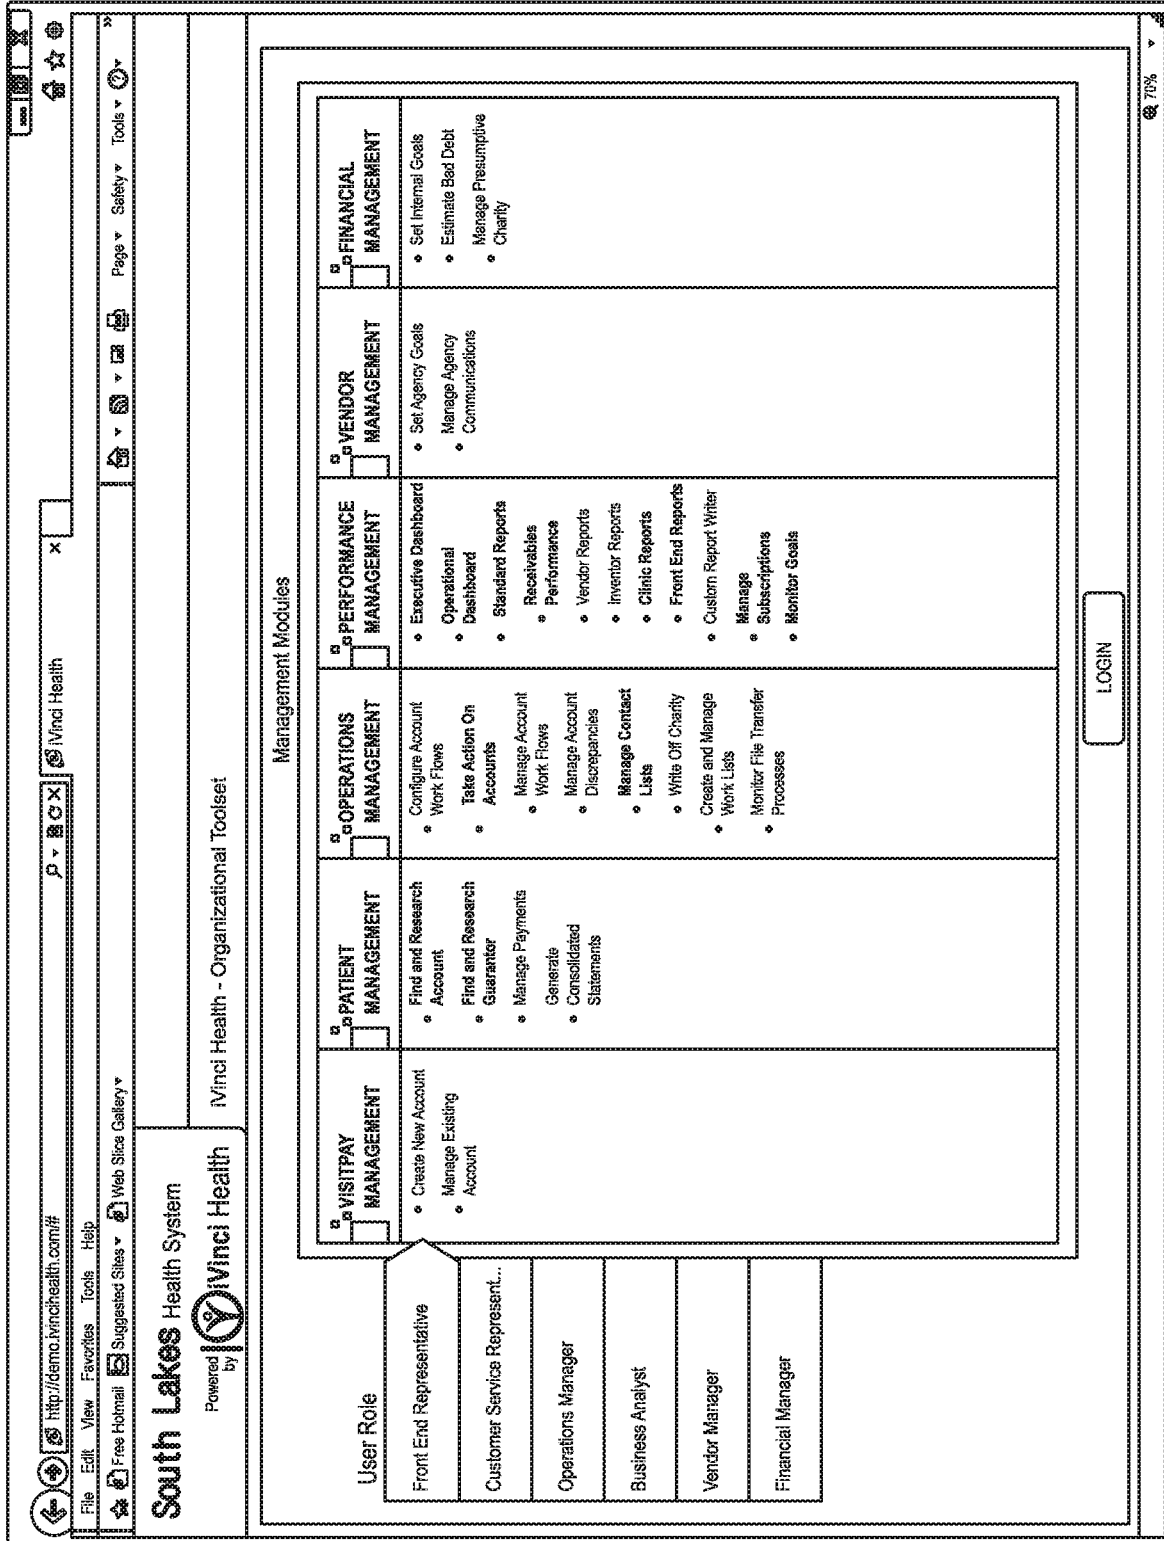 http://demo.ivincihealth.com/#
iVinci Health
File Edit View Favorites Tools Help
Free Hotmail Suggested Sites Web Slice Gallery
Page Safety Tools
South Lakes Health System
Powered by iVinci Health
iVinci Health - Organizational Toolset
Management Modules
User Role
Front End Representative
Customer Service Represent...
Operations Manager
Business Analyst
Vendor Manager
Financial Manager
VISITPAY
MANAGEMENT
Create New Account
Manage Existing
Account
PATIENT
MANAGEMENT
Find and Research
Account
Find and Research
Guarantor
Manage Payments
Generate
Consolidated
Statements
OPERATIONS
MANAGEMENT
Configure Account
Work Flows
Take Action On
Accounts
Manage Account
Work Flows
Manage Account
Discrepancies
Manage Contact
Lists
Write Off Charity
Create and Manage
Work Lists
Monitor File Transfer
Processes
PERFORMANCE
MANAGEMENT
Executive Dashboard
Operational
Dashboard
Standard Reports
Receivables
Performance
Vendor Reports
Inventor Reports
Clinic Reports
Front End Reports
Custom Report Writer
Manage
Subscriptions
Monitor Goals
VENDOR
MANAGEMENT
Set Agency Goals
Manage Agency
Communications
FINANCIAL
MANAGEMENT
Set Internal Goals
Estimate Bad Debt
Manage Presumptive
Charity
LOGIN
70%